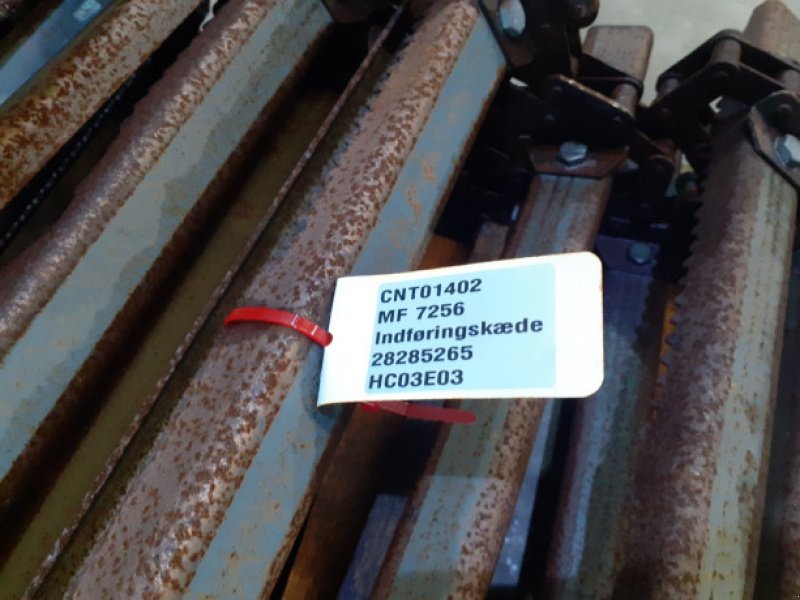 CNT01402
MF 7256
Indføringskæde
28285265
HC03E03